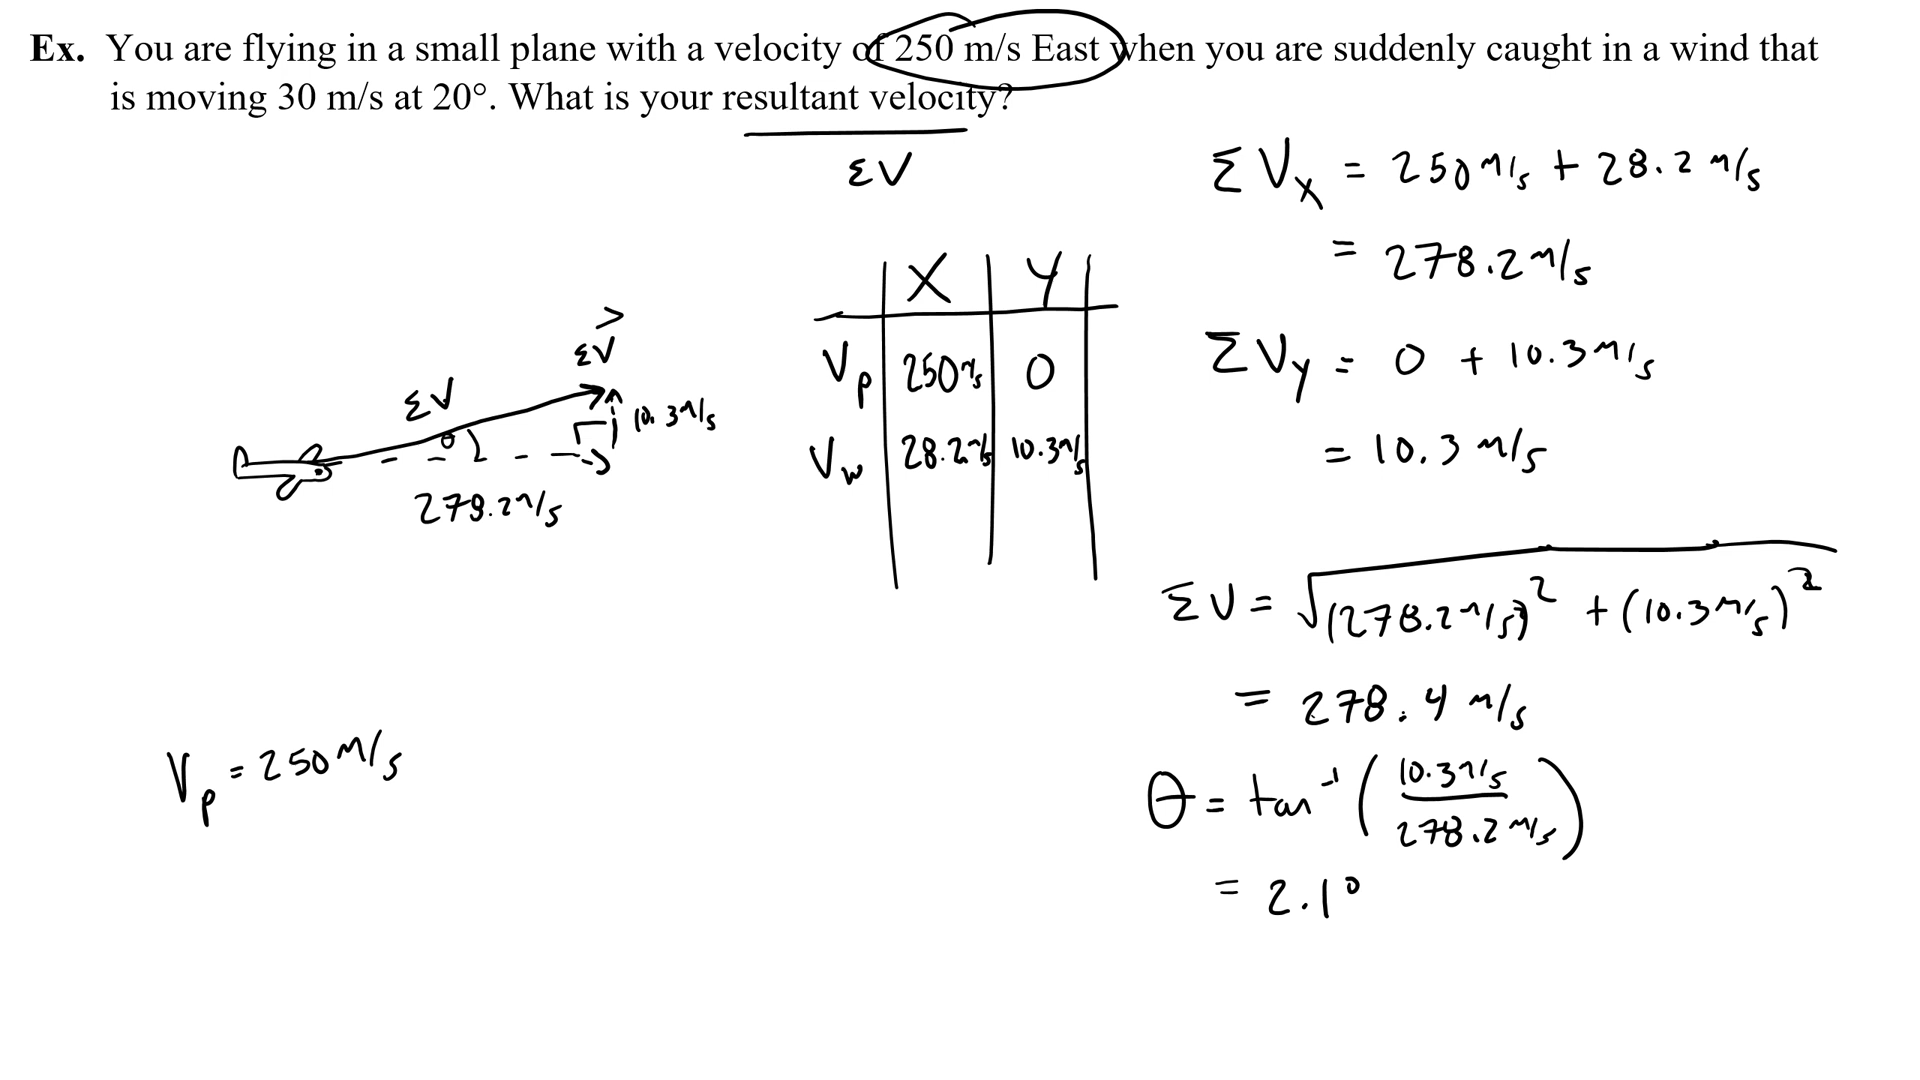 Ex. You are flying in a small plane with a velocity of 250 m/s East when you are suddenly caught in a wind that
is moving 30 m/s at 20°. What is your resultant velocity?
ΣV
ΣVx = 250 m/s + 28.2 m/s
= 278.2 m/s
ΣVy = 0 + 10.3 m/s
= 10.3 m/s
X Y
Vp 250 m/s 0
Vw 28.2 m/s 10.3 m/s
ΣV
ΣV
10.3 m/s
θ
278.2 m/s
ΣV = √(278.2 m/s)² + (10.3 m/s)²
= 278.4 m/s
Vp = 250 m/s
θ = tan⁻¹ (10.3 m/s / 278.2 m/s)
= 2.1°